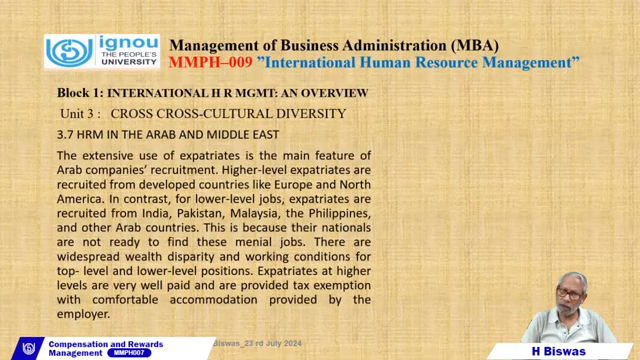 ignou
THE PEOPLE'S
UNIVERSITY
Management of Business Administration (MBA)
MMPH–009 ”International Human Resource Management”
Block 1: INTERNATIONAL H R MGMT: AN OVERVIEW
Unit 3 : CROSS CROSS-CULTURAL DIVERSITY
3.7 HRM IN THE ARAB AND MIDDLE EAST
The extensive use of expatriates is the main feature of
Arab companies’ recruitment. Higher-level expatriates are
recruited from developed countries like Europe and North
America. In contrast, for lower-level jobs, expatriates are
recruited from India, Pakistan, Malaysia, the Philippines,
and other Arab countries. This is because their nationals
are not ready to find these menial jobs. There are
widespread wealth disparity and working conditions for
top- level and lower-level positions. Expatriates at higher
levels are very well paid and are provided tax exemption
with comfortable accommodation provided by the
employer.
Biswas_23 rd July 2024
Compensation and Rewards
Management MMPH007
H Biswas